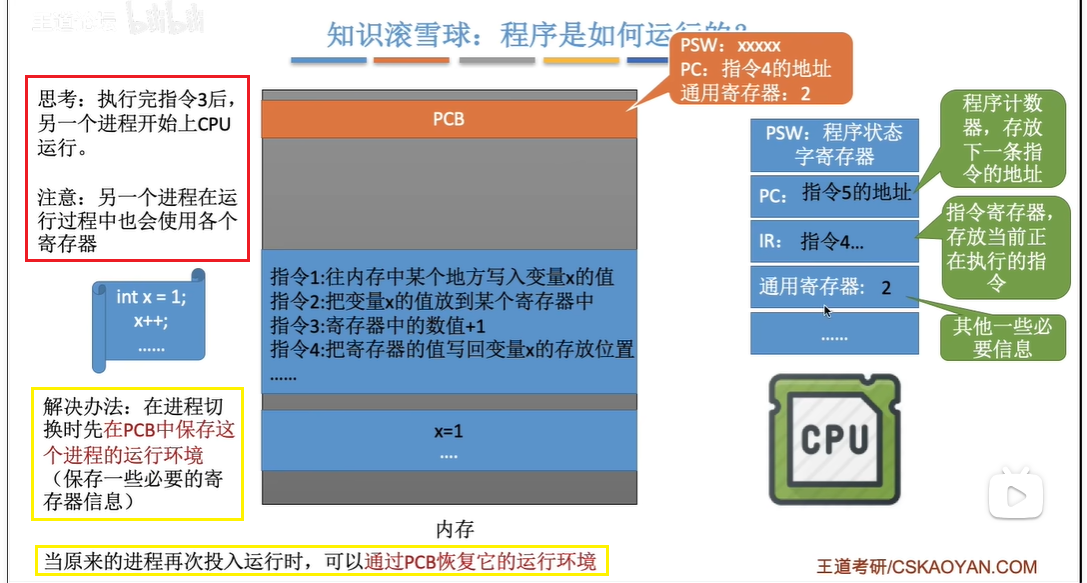 王道论坛 bilibili
知识滚雪球：程序是如何运行的？
PSW：xxxxx
PC：指令4的地址
通用寄存器：2
思考：执行完指令3后，
另一个进程开始上CPU
运行。
注意：另一个进程在运
行过程中也会使用各个
寄存器
PCB
PSW：程序状态
字寄存器
PC： 指令5的地址
IR： 指令4...
通用寄存器： 2
......
程序计数
器，存放
下一条指
令的地址
指令寄存器，
存放当前正
在执行的指
令
其他一些必
要信息
int x = 1;
x++;
......
指令1:往内存中某个地方写入变量x的值
指令2:把变量x的值放到某个寄存器中
指令3:寄存器中的数值+1
指令4:把寄存器的值写回变量x的存放位置
......
x=1
....
内存
CPU
解决办法：在进程切
换时先在PCB中保存这
个进程的运行环境
（保存一些必要的寄
存器信息）
当原来的进程再次投入运行时，可以通过PCB恢复它的运行环境
王道考研/CSKAOYAN.COM